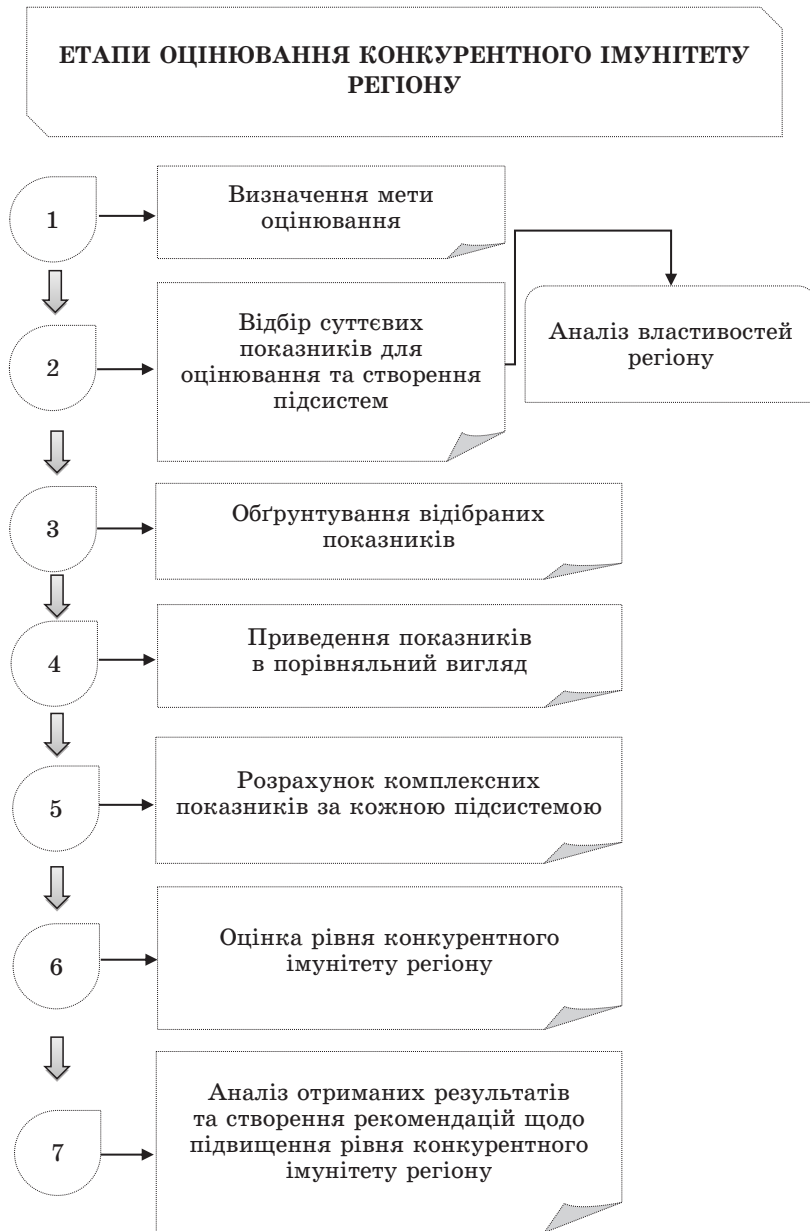 ЕТАПИ ОЦІНЮВАННЯ КОНКУРЕНТНОГО ІМУНІТЕТУ
РЕГІОНУ
1
Визначення мети
оцінювання
2
Відбір суттєвих
показників для
оцінювання та створення
підсистем
Аналіз властивостей
регіону
3
Обґрунтування відібраних
показників
4
Приведення показників
в порівняльний вигляд
5
Розрахунок комплексних
показників за кожною підсистемою
6
Оцінка рівня конкурентного
імунітету регіону
7
Аналіз отриманих результатів
та створення рекомендацій щодо
підвищення рівня конкурентного
імунітету регіону